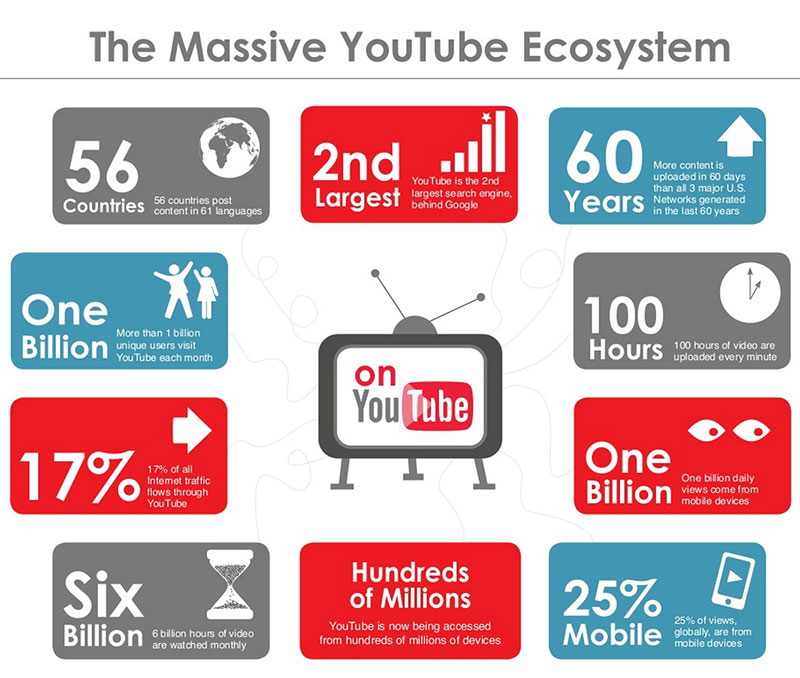 The Massive YouTube Ecosystem
56
Countries
56 countries post
content in 61 languages
2nd
Largest
YouTube is the 2nd
largest search engine,
behind Google
60
Years
More content is
uploaded in 60 days
than all 3 major U.S.
Networks generated
in the last 60 years
One
Billion
More than 1 billion
unique users visit
YouTube each month
on
YouTube
100
Hours
100 hours of video are
uploaded every minute
17%
17% of all
Internet traffic
flows through
YouTube
One
Billion
One billion daily
views come from
mobile devices
Six
Billion
6 billion hours of video
are watched monthly
Hundreds
of Millions
YouTube is now being accessed
from hundreds of millions of devices
25%
Mobile
25% of views,
globally, are from
mobile devices